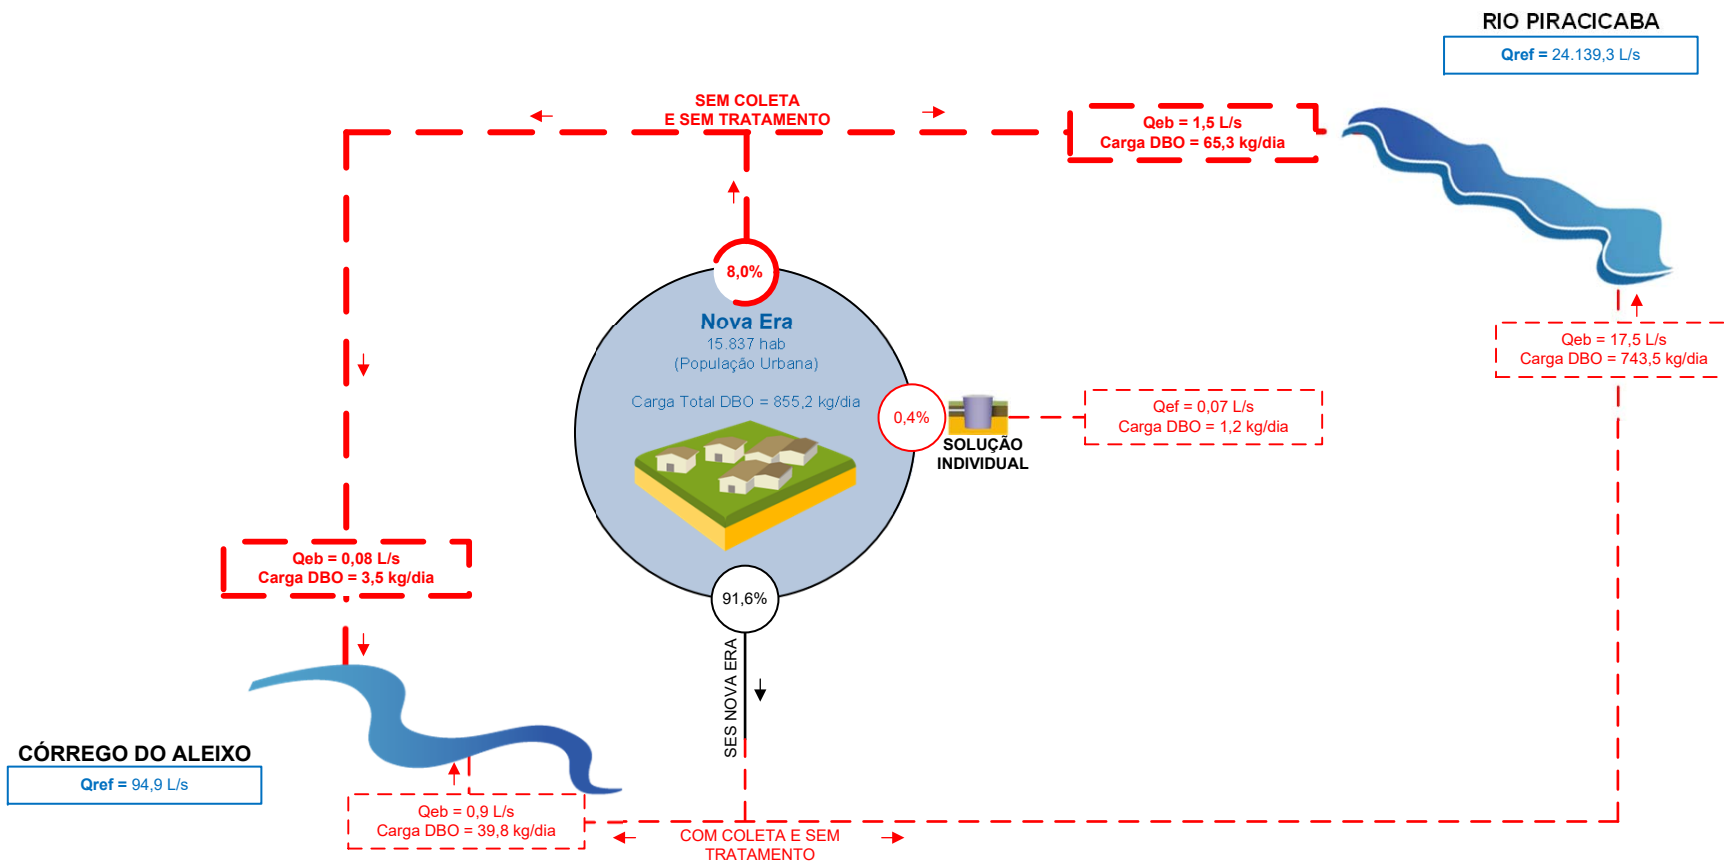 RIO PIRACICABA
Qref = 24.139,3 L/s
SEM COLETA
E SEM TRATAMENTO
Qeb = 1,5 L/s
Carga DBO = 65,3 kg/dia
8,0%
Nova Era
15.837 hab
(População Urbana)
Carga Total DBO = 855,2 kg/dia
0,4%
SOLUÇÃO
INDIVIDUAL
Qef = 0,07 L/s
Carga DBO = 1,2 kg/dia
Qeb = 17,5 L/s
Carga DBO = 743,5 kg/dia
Qeb = 0,08 L/s
Carga DBO = 3,5 kg/dia
91,6%
SES NOVA ERA
CÓRREGO DO ALEIXO
Qref = 94,9 L/s
Qeb = 0,9 L/s
Carga DBO = 39,8 kg/dia
COM COLETA E SEM
TRATAMENTO